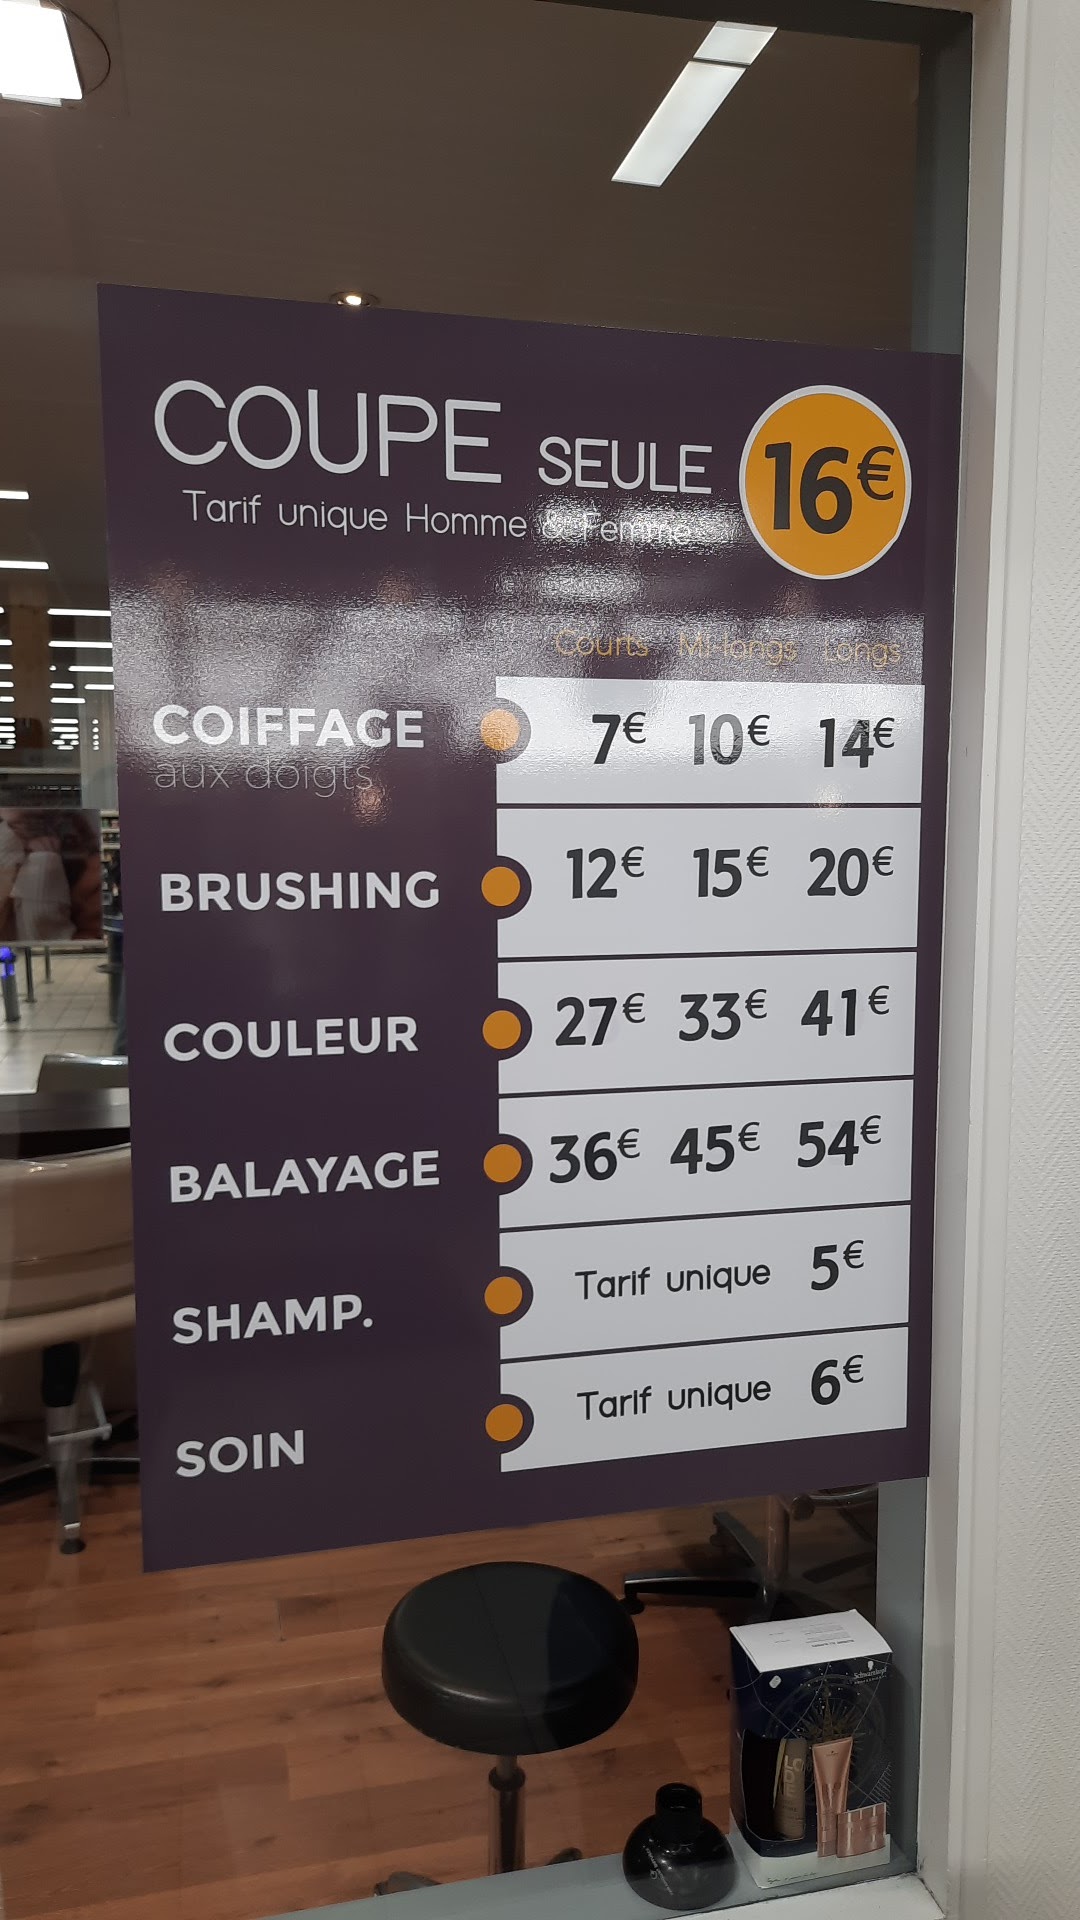 COUPE SEULE 16€
Tarif unique Homme & Femme
Courts Mi-longs Longs
COIFFAGE 7€ 10€ 14€
aux doigts
BRUSHING 12€ 15€ 20€
COULEUR 27€ 33€ 41€
BALAYAGE 36€ 45€ 54€
SHAMP. Tarif unique 5€
SOIN Tarif unique 6€
Schwarzkopf